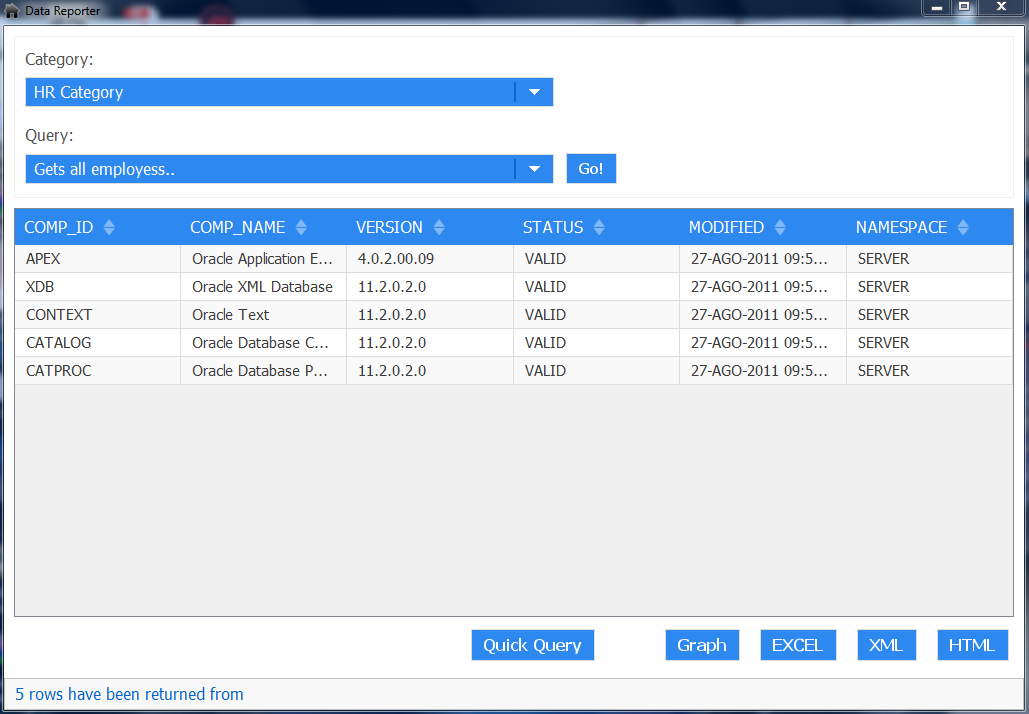 Data Reporter
Category:
HR Category
Query:
Gets all employess..
Go!
COMP_ID COMP_NAME VERSION STATUS MODIFIED NAMESPACE
APEX Oracle Application E... 4.0.2.00.09 VALID 27-AGO-2011 09:5... SERVER
XDB Oracle XML Database 11.2.0.2.0 VALID 27-AGO-2011 09:5... SERVER
CONTEXT Oracle Text 11.2.0.2.0 VALID 27-AGO-2011 09:5... SERVER
CATALOG Oracle Database C... 11.2.0.2.0 VALID 27-AGO-2011 09:5... SERVER
CATPROC Oracle Database P... 11.2.0.2.0 VALID 27-AGO-2011 09:5... SERVER
Quick Query Graph EXCEL XML HTML
5 rows have been returned from